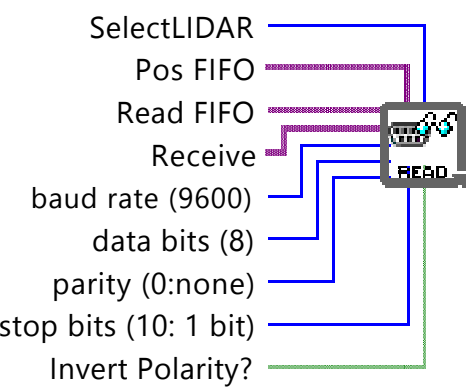 SelectLIDAR
Pos FIFO
Read FIFO
Receive
baud rate (9600)
data bits (8)
parity (0:none)
stop bits (10: 1 bit)
Invert Polarity?
READ